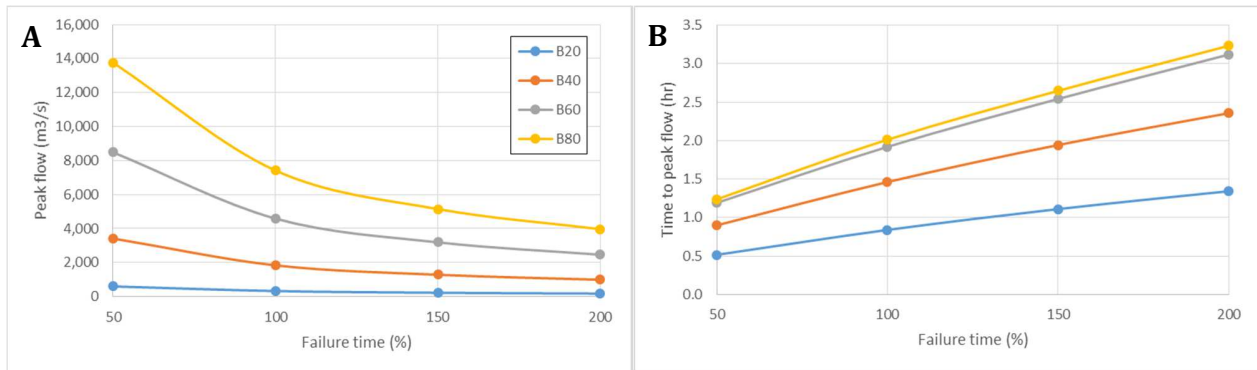 A
Peak flow (m3/s)
16,000
14,000
12,000
10,000
8,000
6,000
4,000
2,000
0
50
100
150
200
Failure time (%)
B20
B40
B60
B80
B
Time to peak flow (hr)
3.5
3.0
2.5
2.0
1.5
1.0
0.5
0.0
50
100
150
200
Failure time (%)